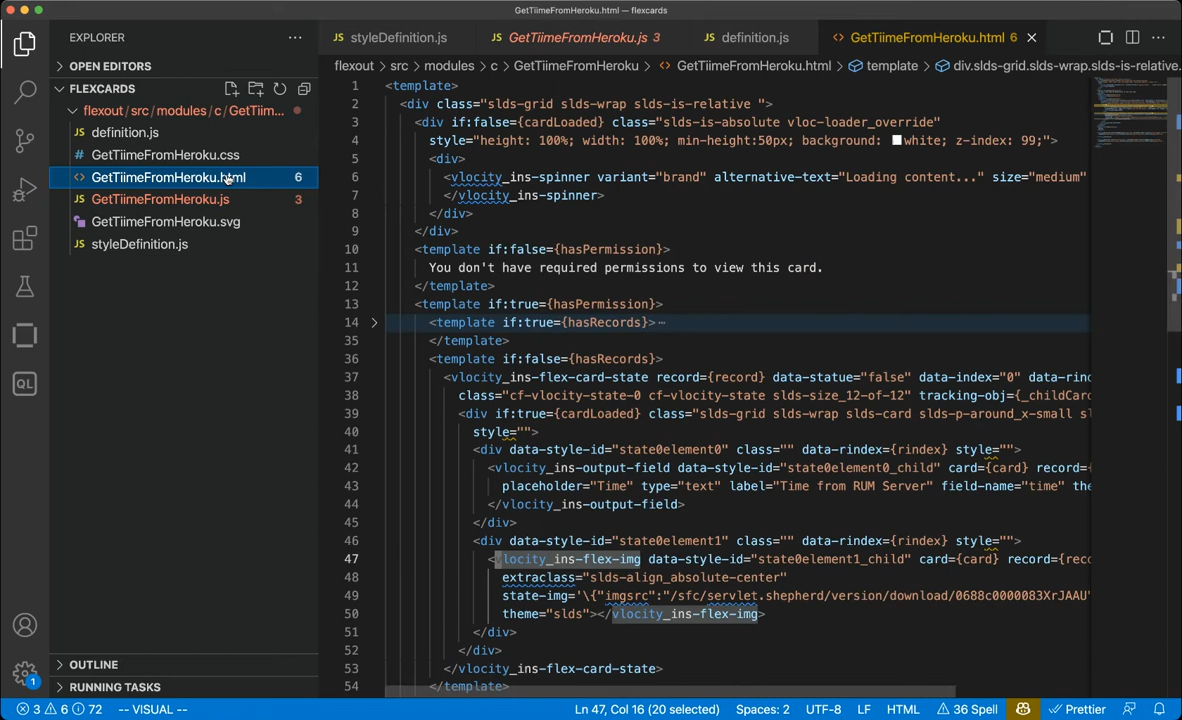 GetTiimeFromHeroku.html — flexcards
EXPLORER
OPEN EDITORS
FLEXCARDS
flexout / src / modules / c / GetTiim...
definition.js
GetTiimeFromHeroku.css
GetTiimeFromHeroku.html 6
GetTiimeFromHeroku.js 3
GetTiimeFromHeroku.svg
styleDefinition.js
OUTLINE
RUNNING TASKS
styleDefinition.js
GetTiimeFromHeroku.js 3
definition.js
GetTiimeFromHeroku.html 6
flexout > src > modules > c > GetTiimeFromHeroku > GetTiimeFromHeroku.html > template > div.slds-grid.slds-wrap.slds-is-relative.
1 <template>
2 <div class="slds-grid slds-wrap slds-is-relative ">
3 <div if:false={cardLoaded} class="slds-is-absolute vloc-loader_override"
4 style="height: 100%; width: 100%; min-height:50px; background: white; z-index: 99;">
5 <div>
6 <vlocity_ins-spinner variant="brand" alternative-text="Loading content..." size="medium"
7 </vlocity_ins-spinner>
8 </div>
9 </div>
10 <template if:false={hasPermission}>
11 You don't have required permissions to view this card.
12 </template>
13 <template if:true={hasPermission}>
14 <template if:true={hasRecords}>⋯
35 </template>
36 <template if:false={hasRecords}>
37 <vlocity_ins-flex-card-state record={record} data-statue="false" data-index="0" data-rind
38 class="cf-vlocity-state-0 cf-vlocity-state slds-size_12-of-12" tracking-obj={_childCar
39 <div if:true={cardLoaded} class="slds-grid slds-wrap slds-card slds-p-around_x-small sl
40 style="">
41 <div data-style-id="state0element0" class="" data-rindex={rindex} style="">
42 <vlocity_ins-output-field data-style-id="state0element0_child" card={card} record={
43 placeholder="Time" type="text" label="Time from RUM Server" field-name="time" the
44 </vlocity_ins-output-field>
45 </div>
46 <div data-style-id="state0element1" class="" data-rindex={rindex} style="">
47 <vlocity_ins-flex-img data-style-id="state0element1_child" card={card} record={reco
48 extraclass="slds-align_absolute-center"
49 state-img='\{"imgsrc":"/sfc/servlet.shepherd/version/download/0688c0000083XrJAAU"
50 theme="slds"></vlocity_ins-flex-img>
51 </div>
52 </div>
53 </vlocity_ins-flex-card-state>
54 </template>
QL
1
3 6 72 -- VISUAL -- Ln 47, Col 16 (20 selected) Spaces: 2 UTF-8 LF HTML 36 Spell Prettier